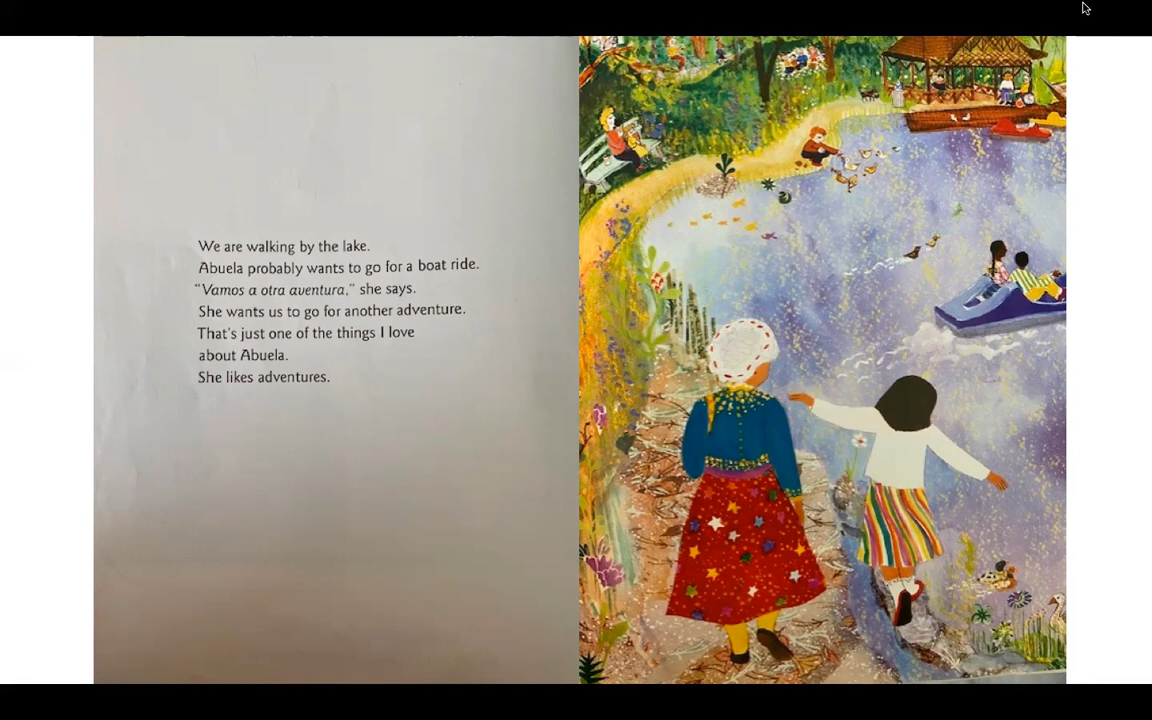 We are walking by the lake.
Abuela probably wants to go for a boat ride.
"Vamos a otra aventura," she says.
She wants us to go for another adventure.
That's just one of the things I love
about Abuela.
She likes adventures.